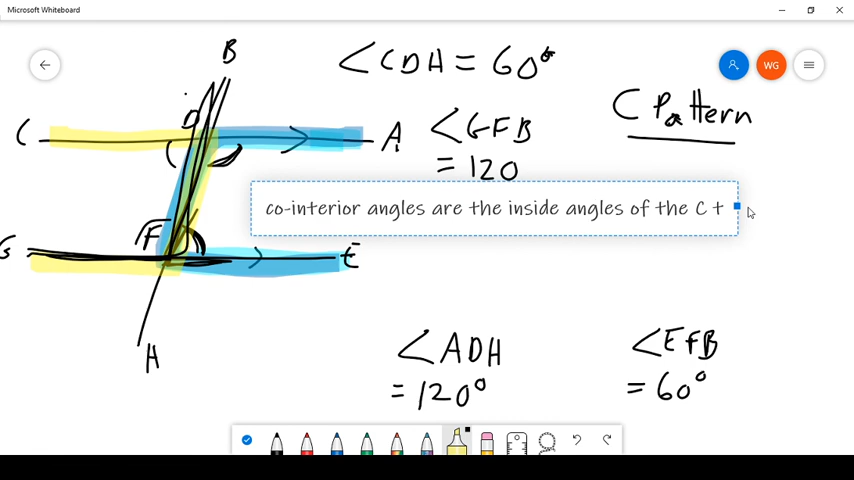 Microsoft Whiteboard
WG
B
<CDH = 60°
C Pattern
D
C
A
<GFB
= 120
co-interior angles are the inside angles of the C t
F
G
E
H
<ADH
= 120°
<EFB
= 60°